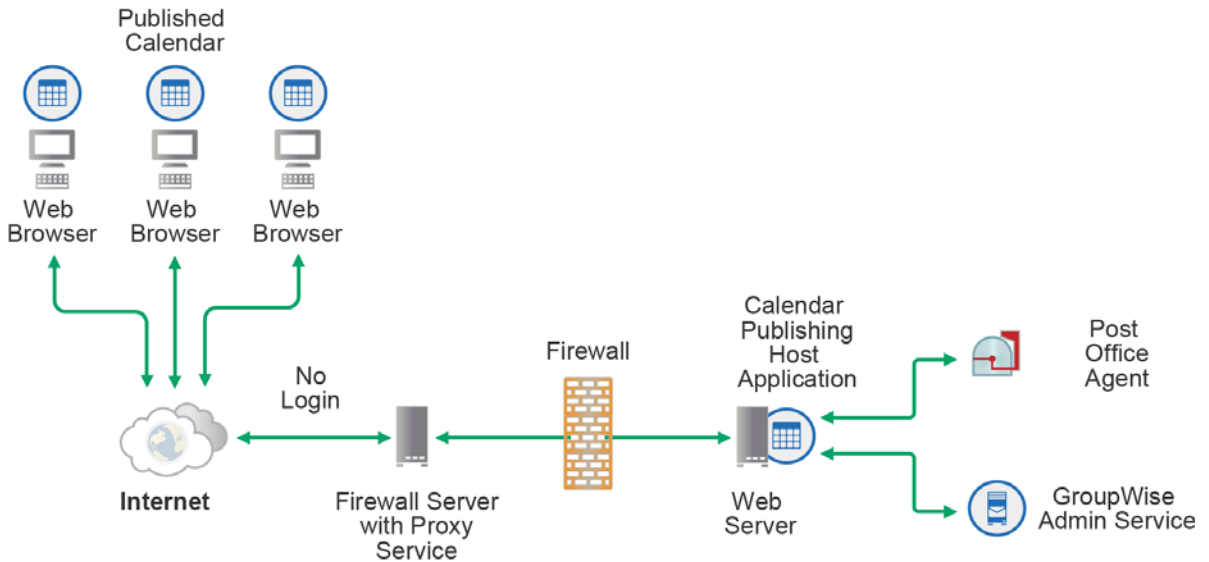 Published
Calendar
Web
Browser
Web
Browser
Web
Browser
No
Login
Internet
Firewall Server
with Proxy
Service
Firewall
Calendar
Publishing
Host
Application
Web
Server
Post
Office
Agent
GroupWise
Admin Service